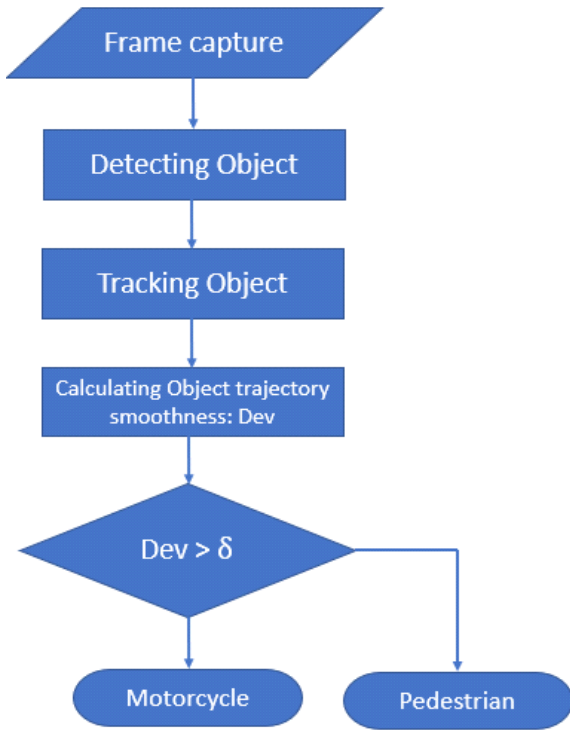 Frame capture
Detecting Object
Tracking Object
Calculating Object trajectory
smoothness: Dev
Dev > δ
Motorcycle
Pedestrian